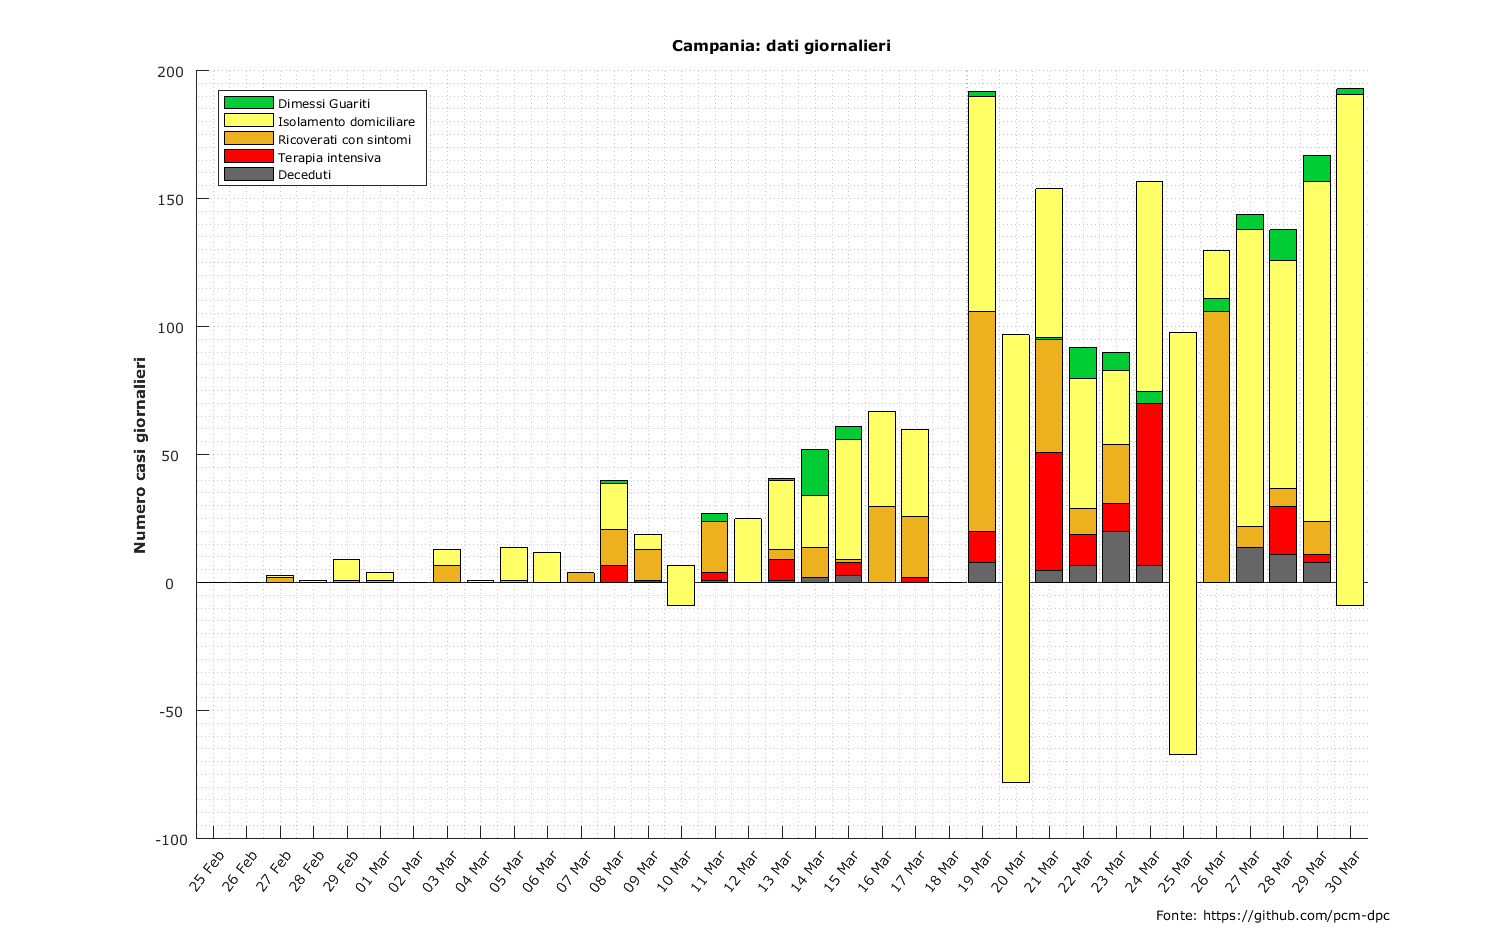 Campania: dati giornalieri
Dimessi Guariti
Isolamento domiciliare
Ricoverati con sintomi
Terapia intensiva
Deceduti
Numero casi giornalieri
200
150
100
50
0
-50
-100
25 Feb
26 Feb
27 Feb
28 Feb
29 Feb
01 Mar
02 Mar
03 Mar
04 Mar
05 Mar
06 Mar
07 Mar
08 Mar
09 Mar
10 Mar
11 Mar
12 Mar
13 Mar
14 Mar
15 Mar
16 Mar
17 Mar
18 Mar
19 Mar
20 Mar
21 Mar
22 Mar
23 Mar
24 Mar
25 Mar
26 Mar
27 Mar
28 Mar
29 Mar
30 Mar
Fonte: https://github.com/pcm-dpc